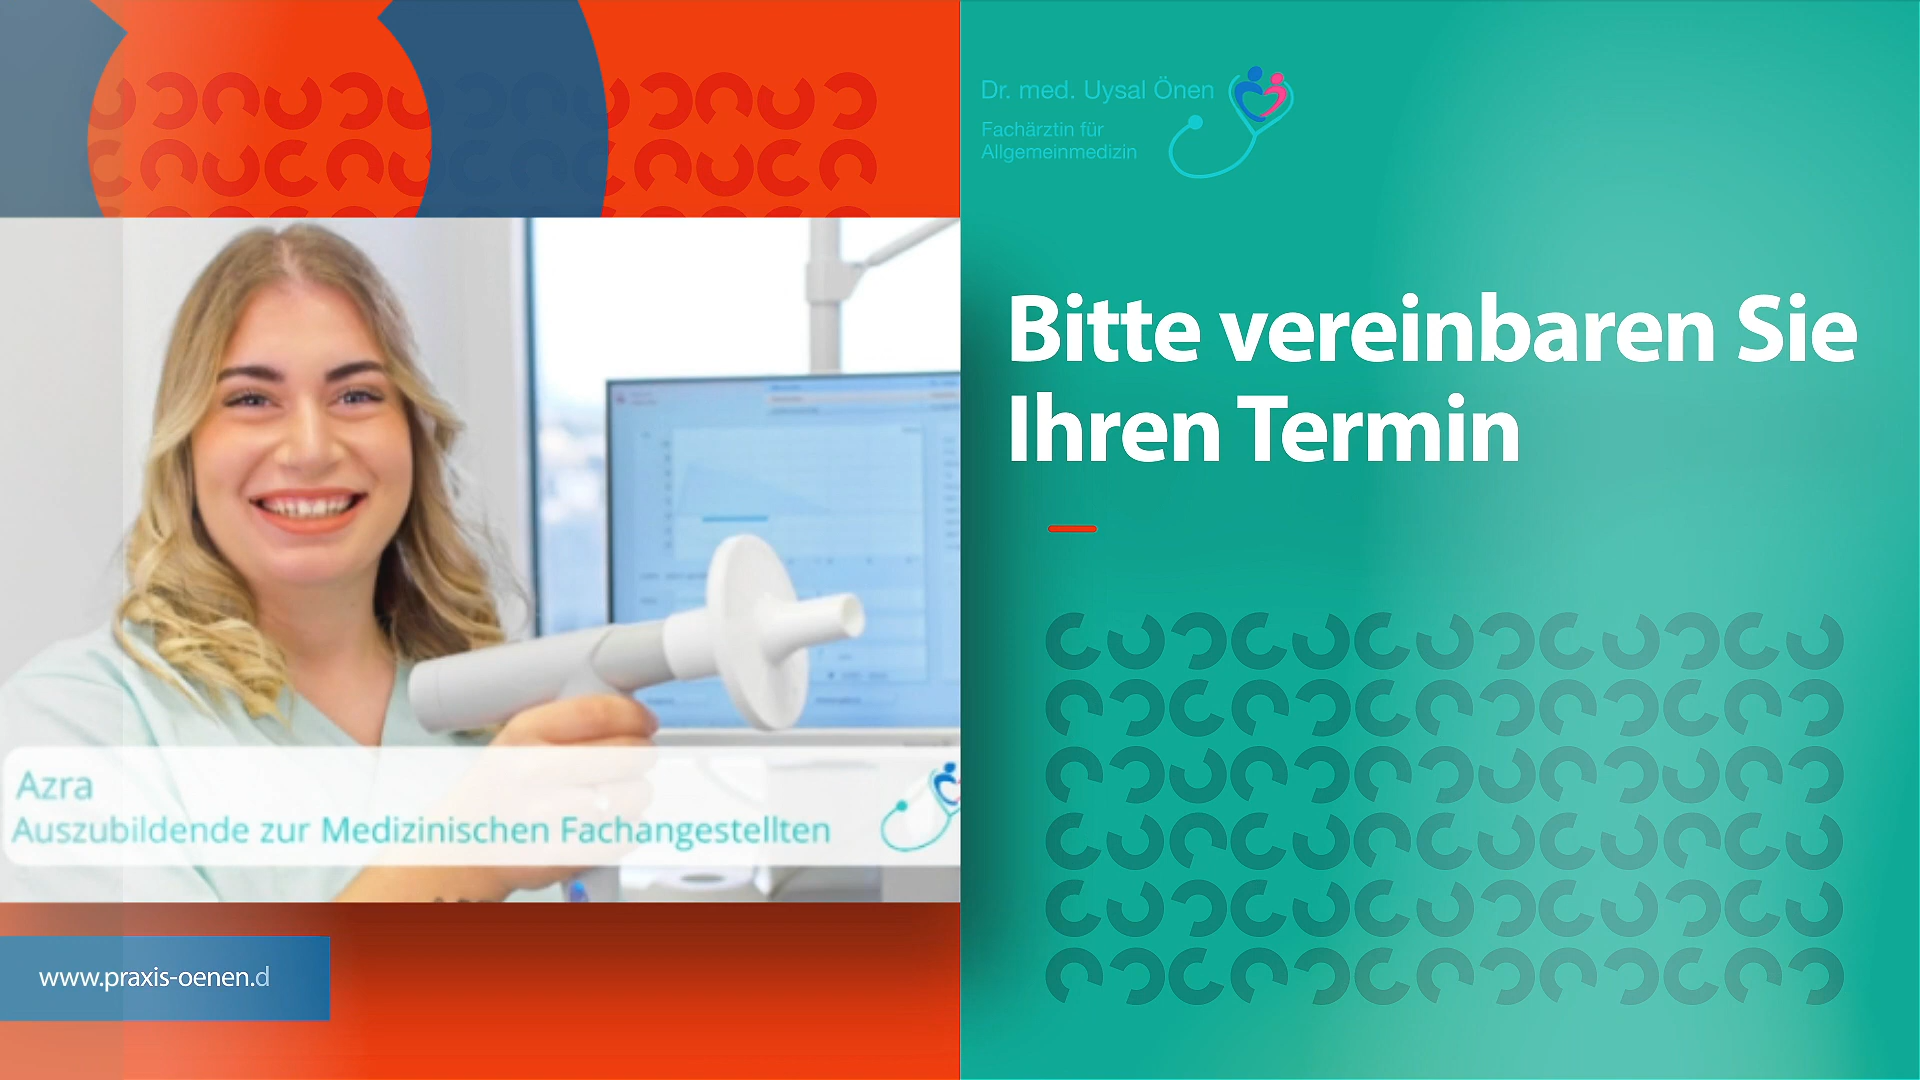 Dr. med. Uysal Önen
Fachärztin für
Allgemeinmedizin
Bitte vereinbaren Sie
Ihren Termin
Azra
Auszubildende zur Medizinischen Fachangestellten
www.praxis-oenen.d